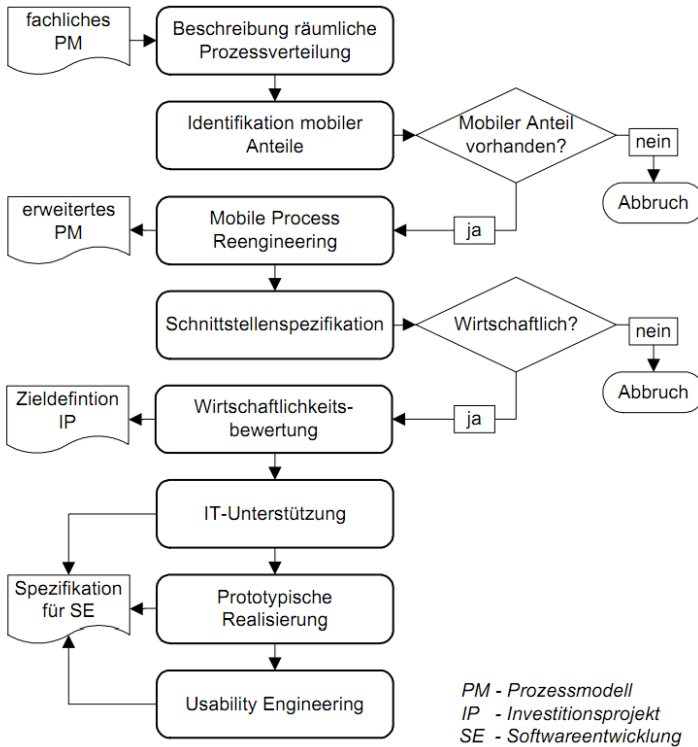 fachliches
PM
Beschreibung räumliche
Prozessverteilung
Identifikation mobiler
Anteile
Mobiler Anteil
vorhanden?
nein
Abbruch
erweitertes
PM
Mobile Process
Reengineering
ja
Schnittstellenspezifikation
Wirtschaftlich?
nein
Abbruch
Zieldefintion
IP
Wirtschaftlichkeits-
bewertung
ja
IT-Unterstützung
Spezifikation
für SE
Prototypische
Realisierung
Usability Engineering
PM - Prozessmodell
IP - Investitionsprojekt
SE - Softwareentwicklung